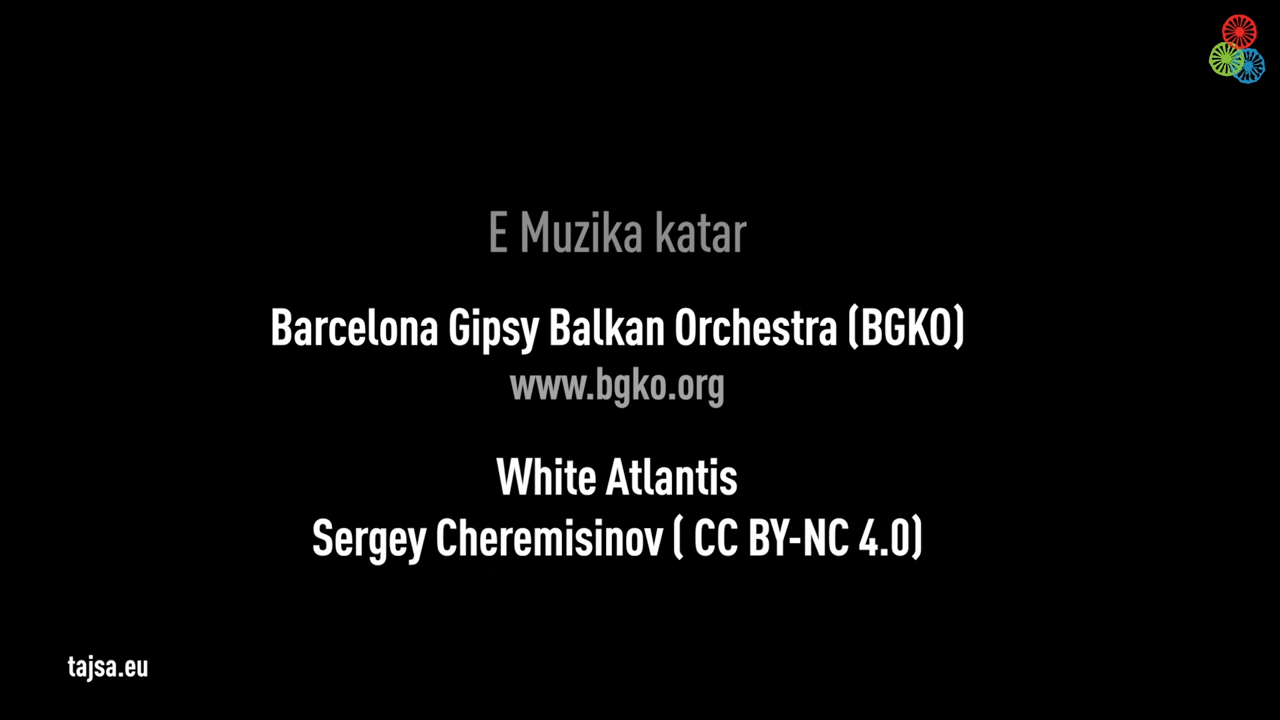 E Muzika katar
Barcelona Gipsy Balkan Orchestra (BGKO)
www.bgko.org
White Atlantis
Sergey Cheremisinov ( CC BY-NC 4.0)
tajsa.eu